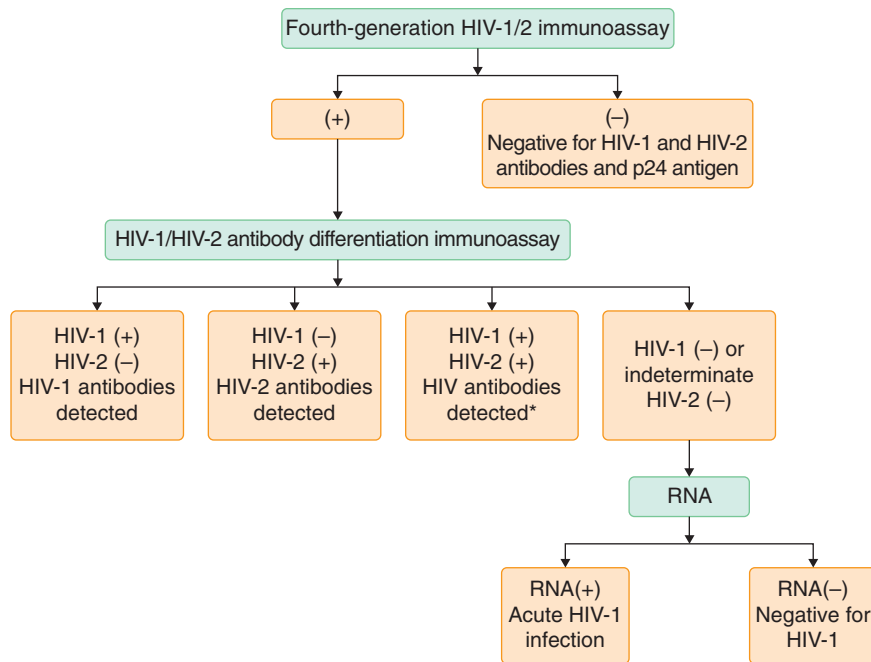 Fourth-generation HIV-1/2 immunoassay
(+)
(–)
Negative for HIV-1 and HIV-2
antibodies and p24 antigen
HIV-1/HIV-2 antibody differentiation immunoassay
HIV-1 (+)
HIV-2 (–)
HIV-1 antibodies
detected
HIV-1 (–)
HIV-2 (+)
HIV-2 antibodies
detected
HIV-1 (+)
HIV-2 (+)
HIV antibodies
detected*
HIV-1 (–) or
indeterminate
HIV-2 (–)
RNA
RNA(+)
Acute HIV-1
infection
RNA(–)
Negative for
HIV-1